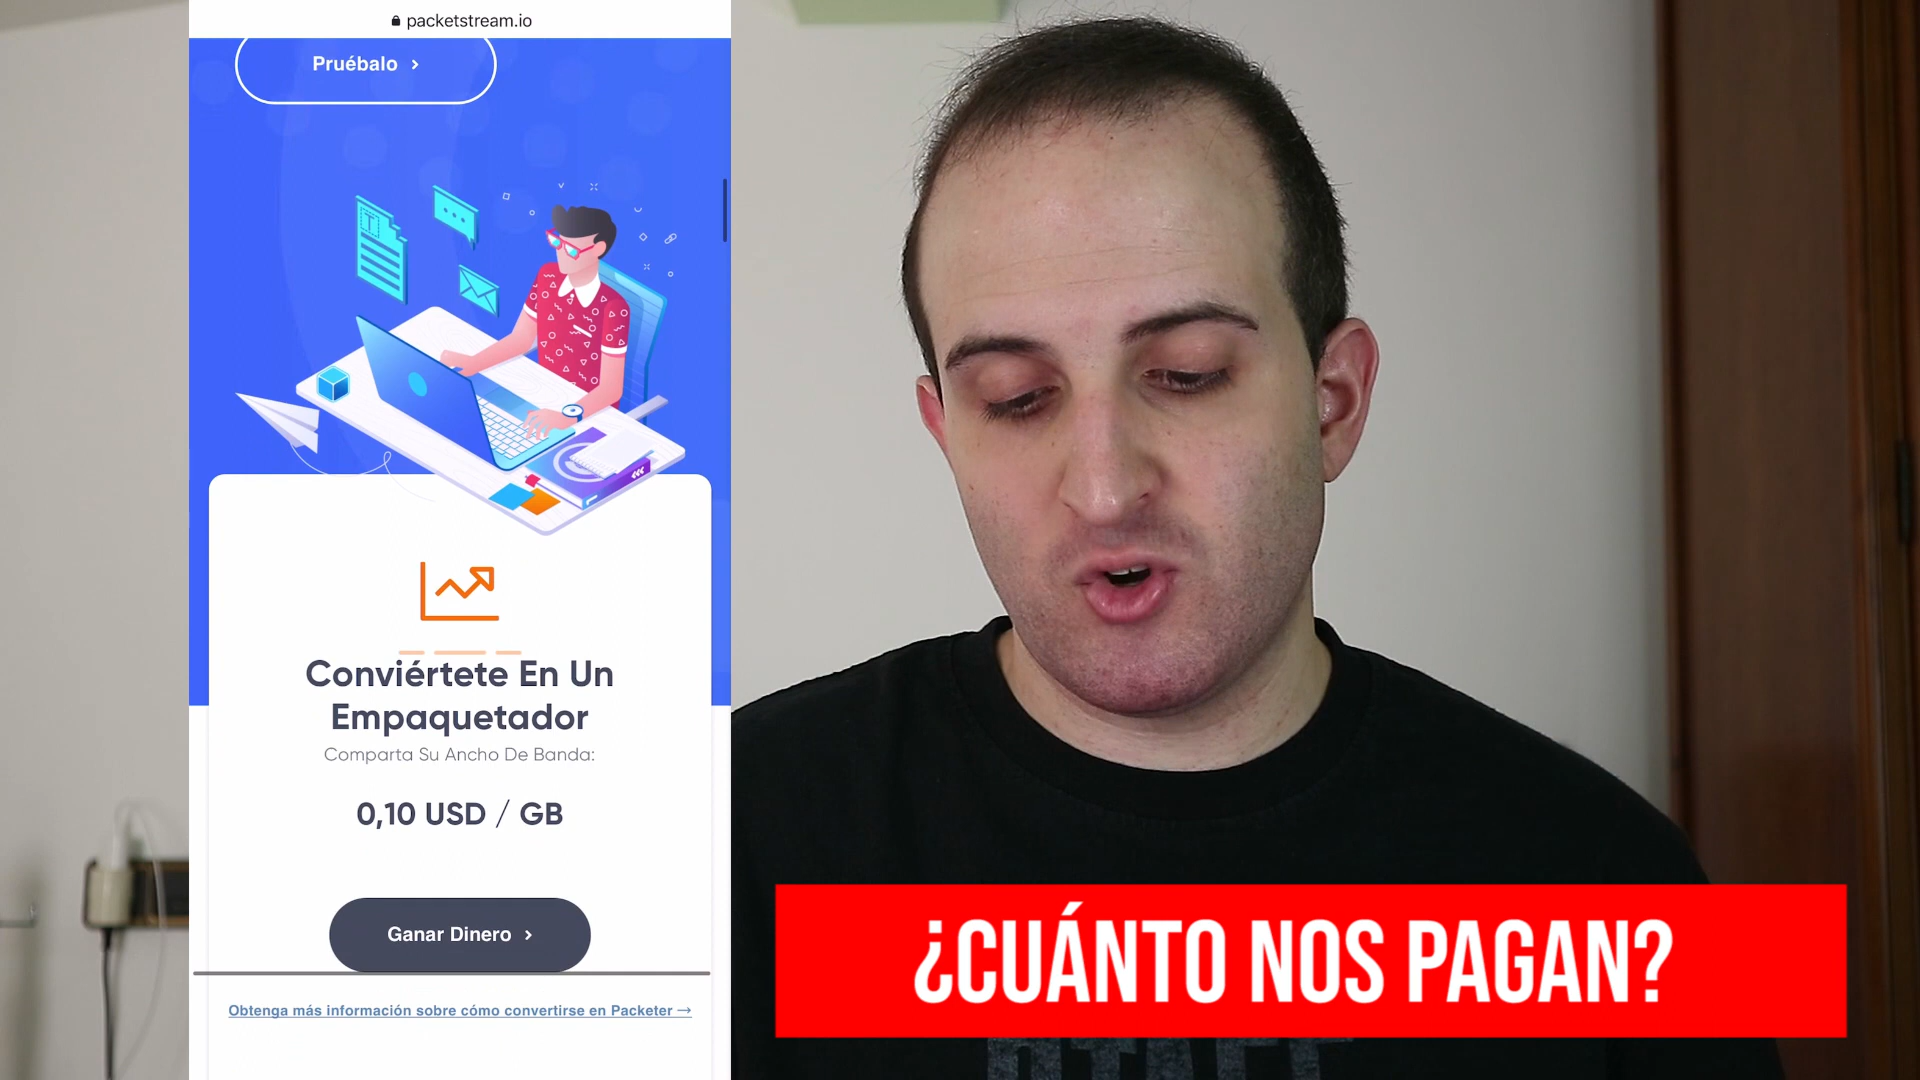 packetstream.io
Pruébalo
Conviértete En Un
Empaquetador
Comparta Su Ancho De Banda:
0,10 USD / GB
Ganar Dinero
Obtenga más información sobre cómo convertirse en Packeter →
¿CUÁNTO NOS PAGAN?